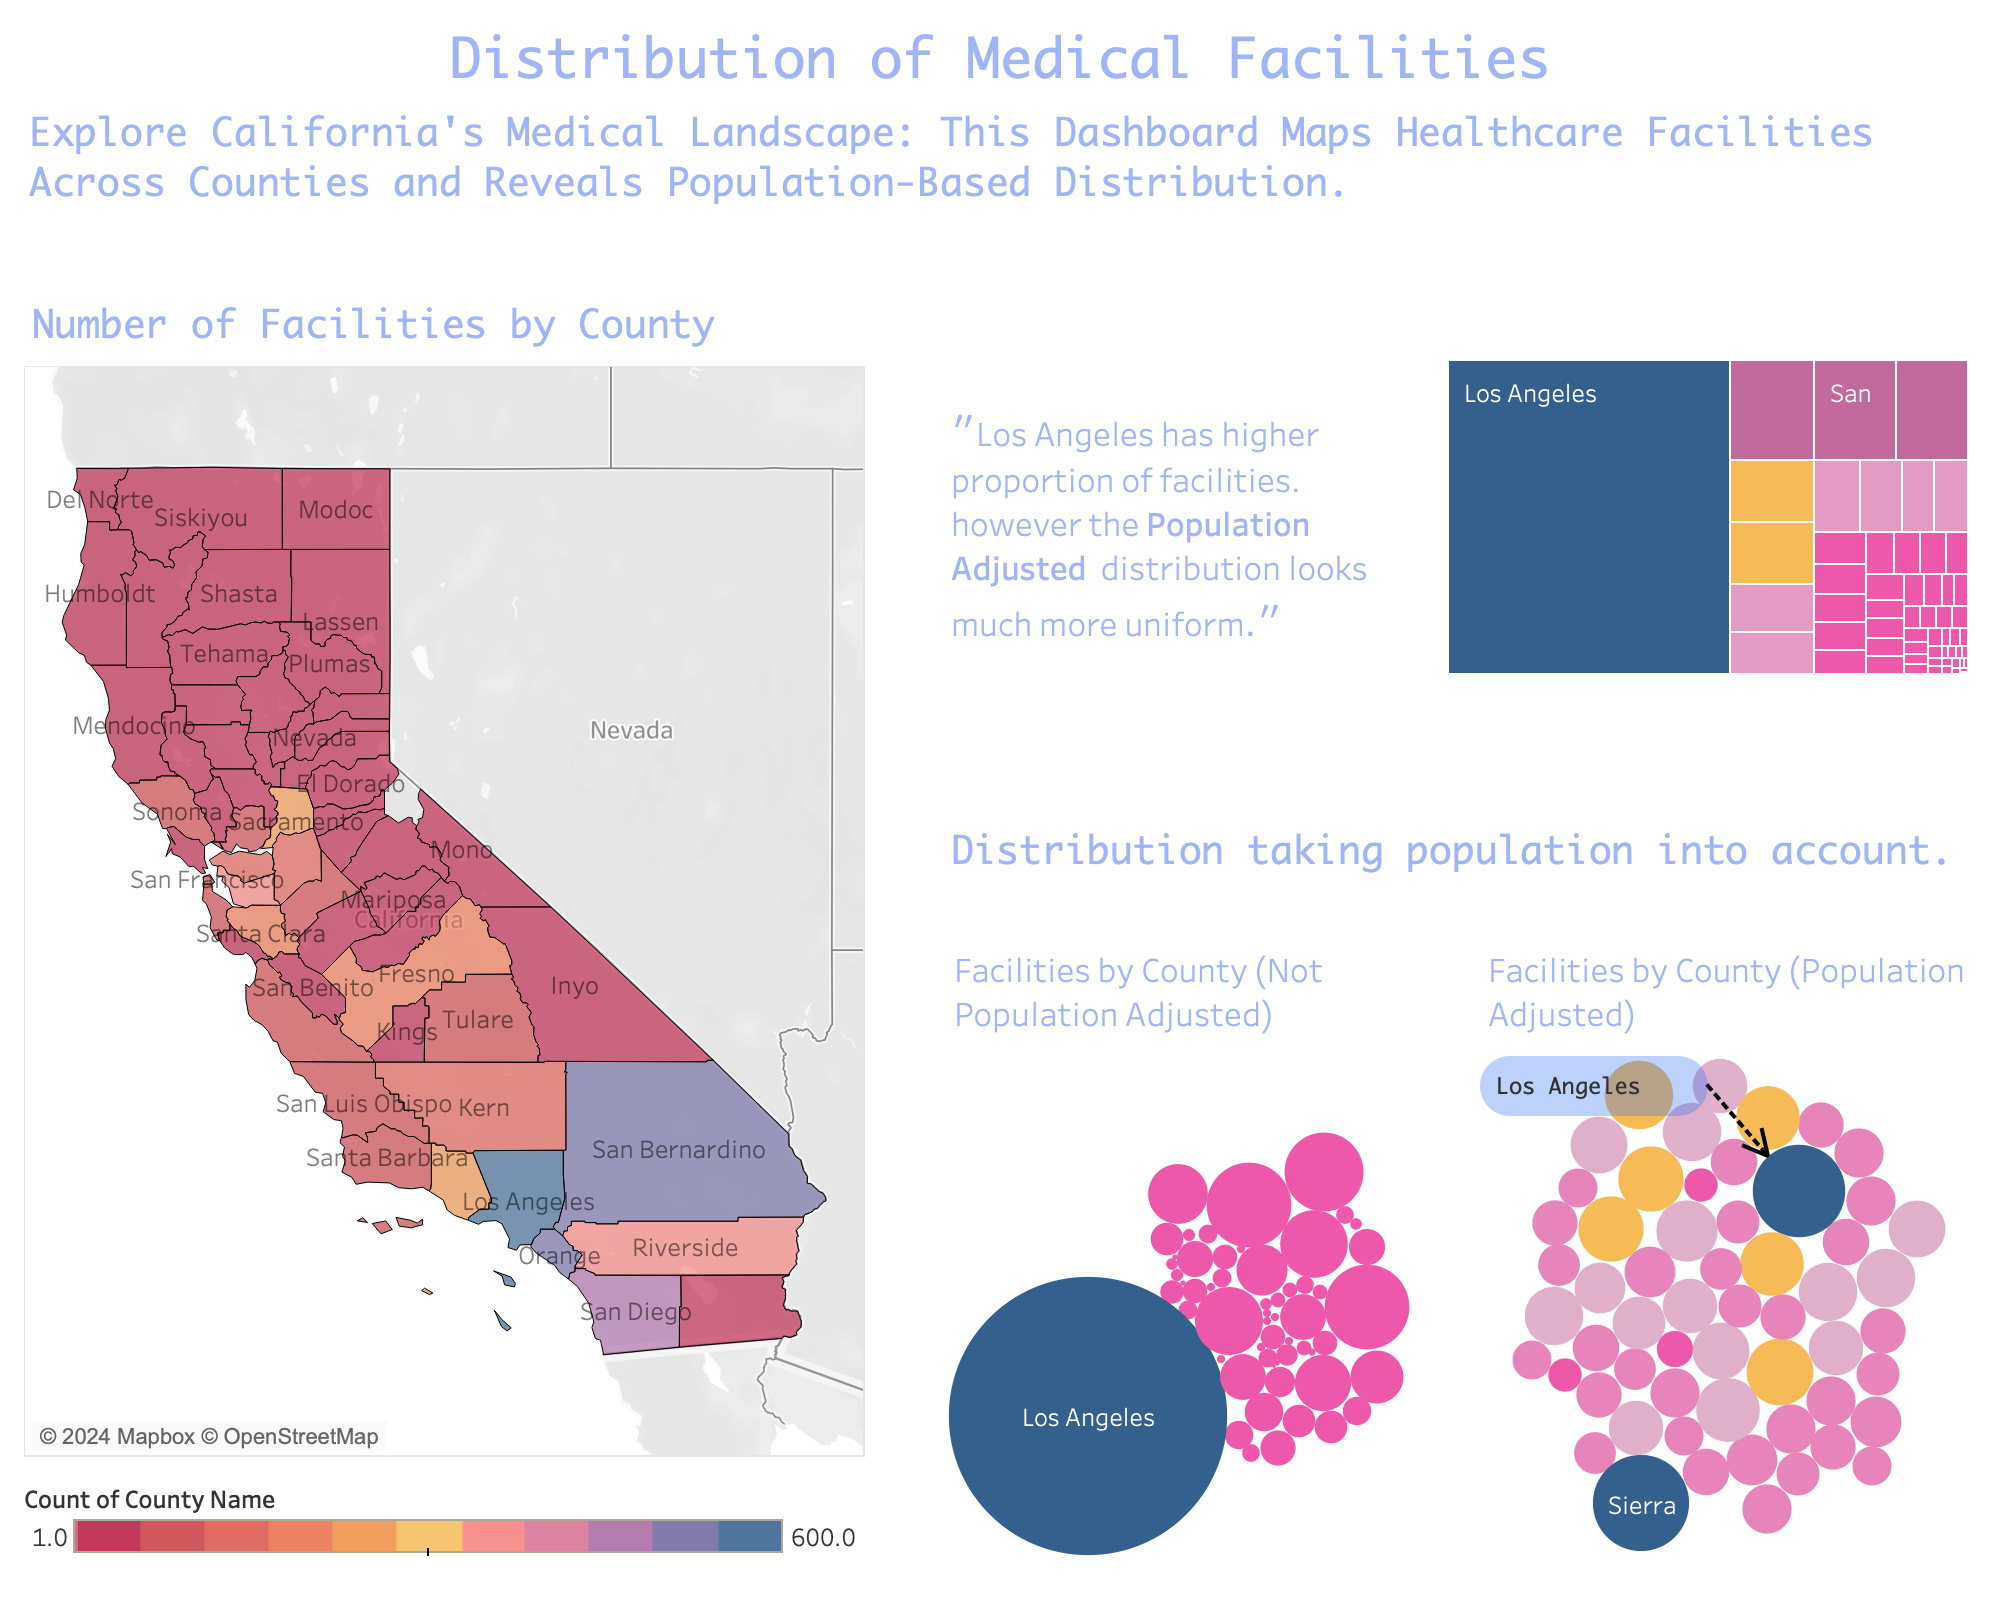 Distribution of Medical Facilities
Explore California's Medical Landscape: This Dashboard Maps Healthcare Facilities
Across Counties and Reveals Population-Based Distribution.
Number of Facilities by County
Del Norte
Siskiyou
Modoc
Humboldt
Shasta
Lassen
Tehama
Plumas
Mendocino
Nevada
Nevada
El Dorado
Sonoma
Sacramento
Mono
San Francisco
Mariposa
California
Santa Clara
Fresno
San Benito
Inyo
Kings
Tulare
San Luis Obispo
Kern
Santa Barbara
San Bernardino
Los Angeles
Orange
Riverside
San Diego
© 2024 Mapbox © OpenStreetMap
Count of County Name
1.0
600.0
"Los Angeles has higher
proportion of facilities.
however the Population
Adjusted distribution looks
much more uniform."
Los Angeles
San
Distribution taking population into account.
Facilities by County (Not
Population Adjusted)
Los Angeles
Facilities by County (Population
Adjusted)
Los Angeles
Sierra